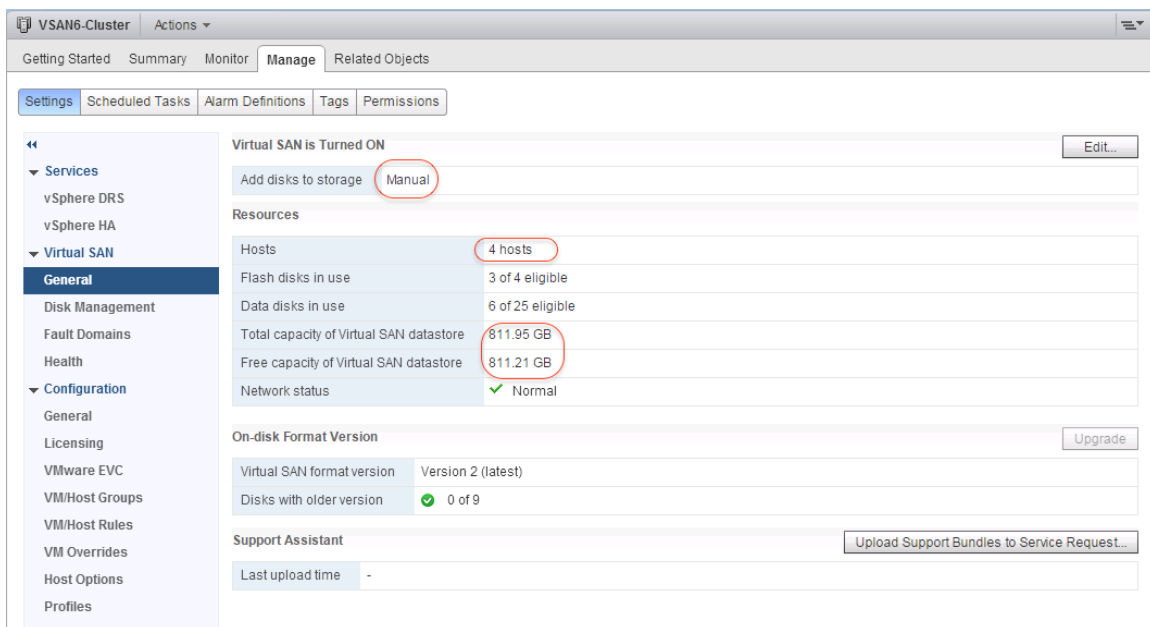 VSAN6-Cluster Actions
Getting Started Summary Monitor Manage Related Objects
Settings Scheduled Tasks Alarm Definitions Tags Permissions
Services
vSphere DRS
vSphere HA
Virtual SAN
General
Disk Management
Fault Domains
Health
Configuration
General
Licensing
VMware EVC
VM/Host Groups
VM/Host Rules
VM Overrides
Host Options
Profiles
Virtual SAN is Turned ON Edit...
Add disks to storage Manual
Resources
Hosts 4 hosts
Flash disks in use 3 of 4 eligible
Data disks in use 6 of 25 eligible
Total capacity of Virtual SAN datastore 811.95 GB
Free capacity of Virtual SAN datastore 811.21 GB
Network status Normal
On-disk Format Version Upgrade
Virtual SAN format version Version 2 (latest)
Disks with older version 0 of 9
Support Assistant Upload Support Bundles to Service Request...
Last upload time -